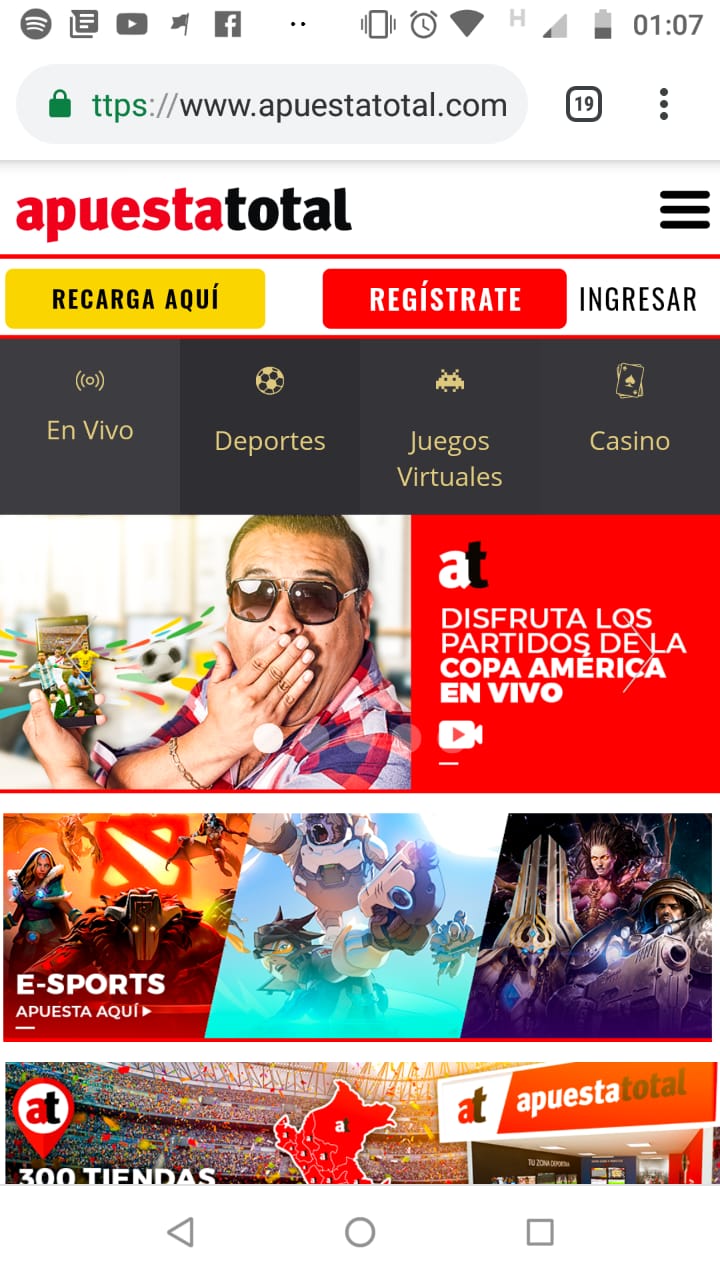 H
01:07
ttps://www.apuestatotal.com
19
apuestatotal
RECARGA AQUÍ
REGÍSTRATE
INGRESAR
En Vivo
Deportes
Juegos
Virtuales
Casino
at
DISFRUTA LOS
PARTIDOS DE LA
COPA AMÉRICA
EN VIVO
E-SPORTS
APUESTA AQUÍ
at
at
at apuestatotal
TU ZONA DEPORTIVA
300 TIENDAS